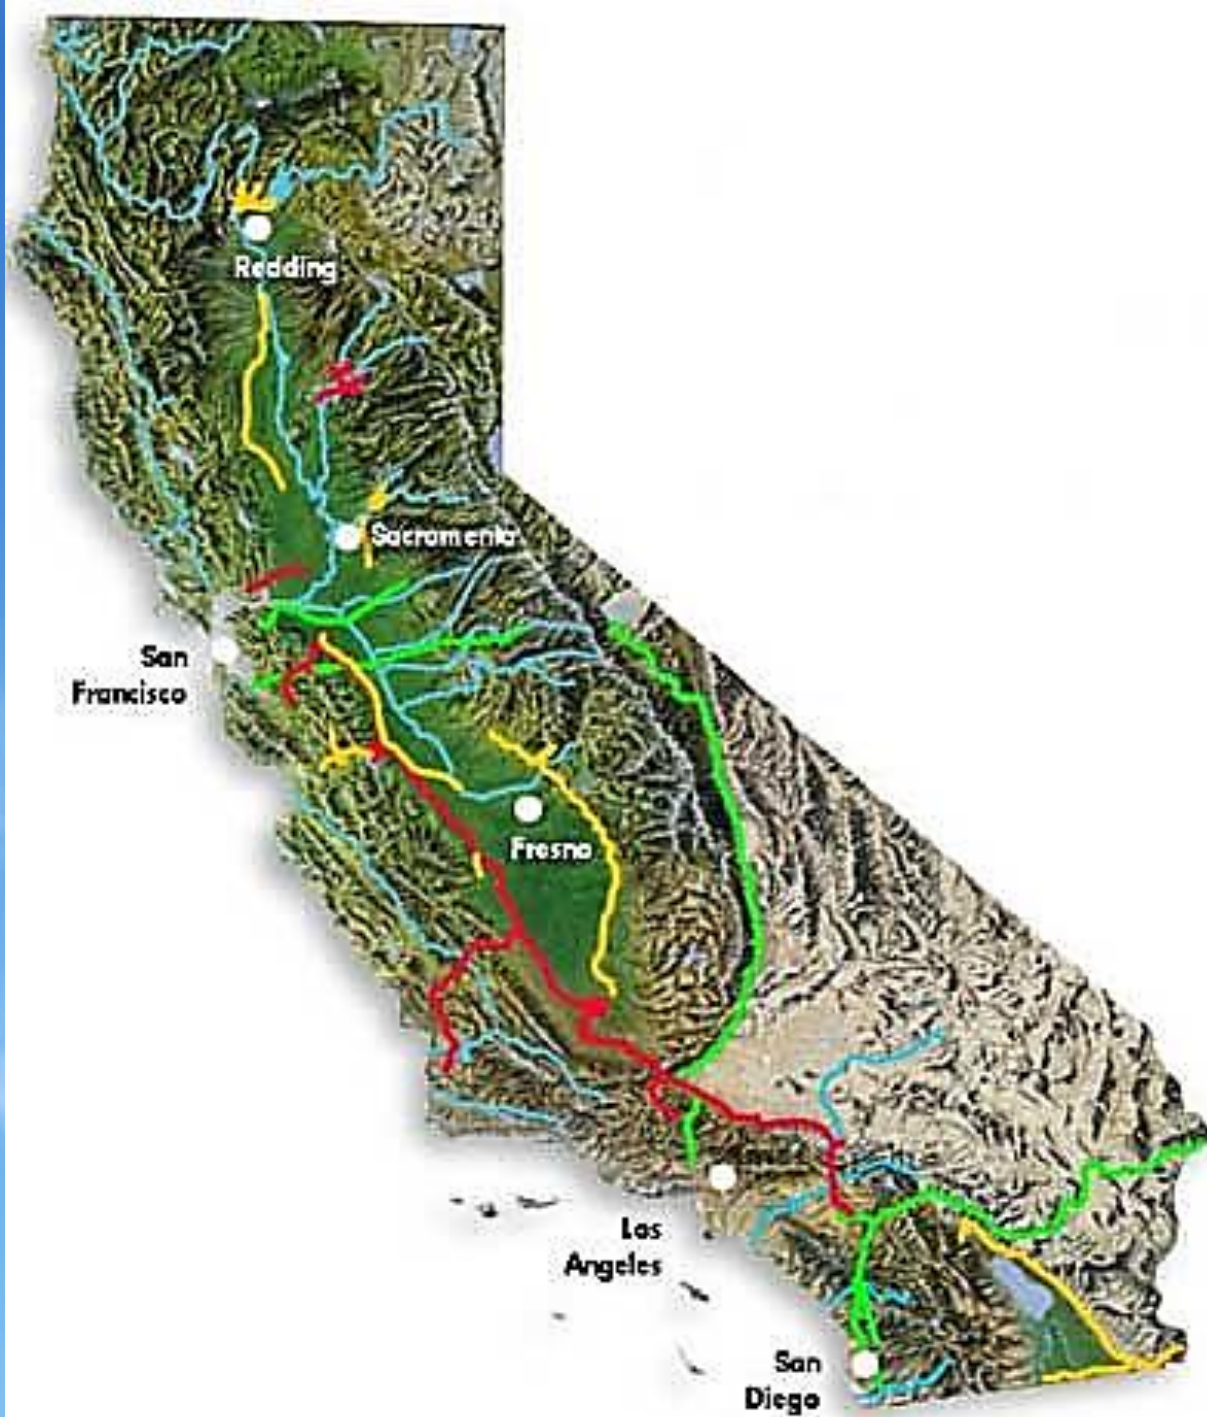 Redding
Sacramento
San
Francisco
Fresno
Los
Angeles
San
Diego